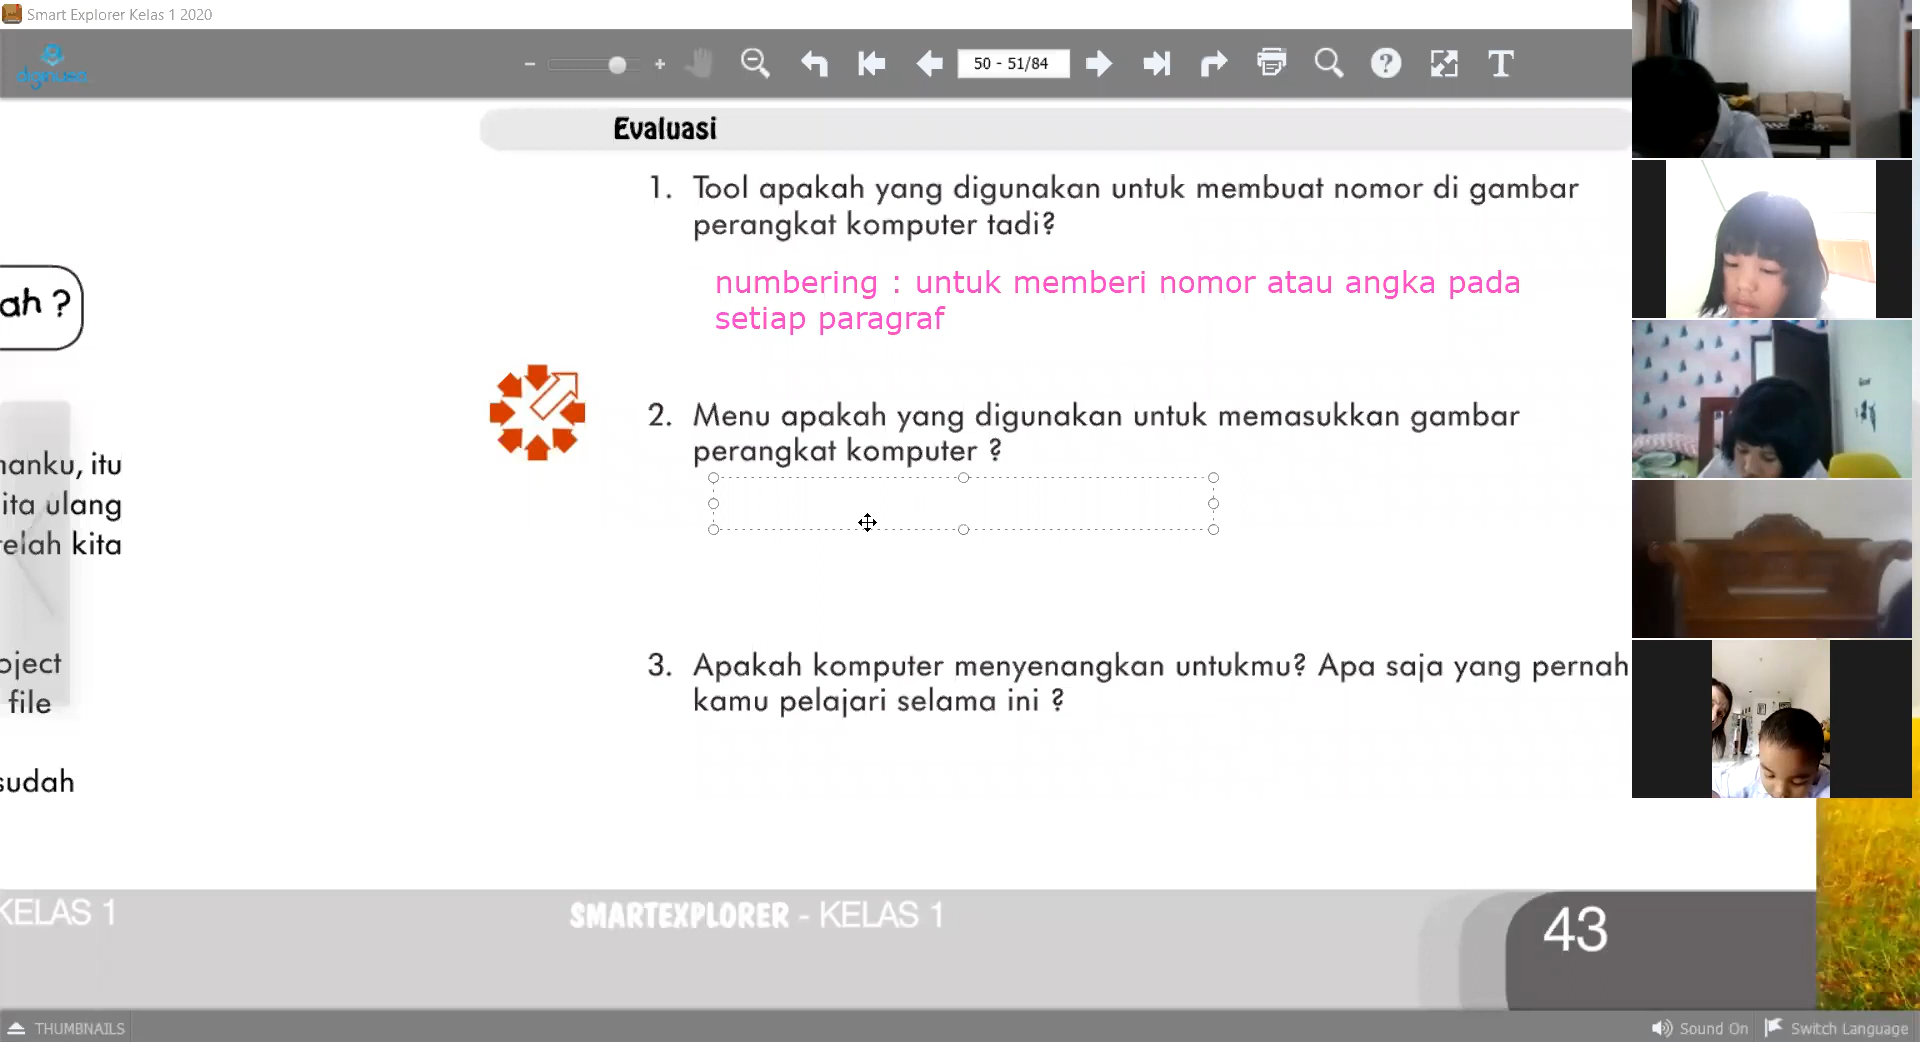 Smart Explorer Kelas 1 2020
50 - 51/84
T
Evaluasi
1. Tool apakah yang digunakan untuk membuat nomor di gambar
perangkat komputer tadi?
numbering : untuk memberi nomor atau angka pada
setiap paragraf
ah ?
2. Menu apakah yang digunakan untuk memasukkan gambar
perangkat komputer ?
nanku, itu
ita ulang
telah kita
3. Apakah komputer menyenangkan untukmu? Apa saja yang pernah
kamu pelajari selama ini ?
oject
file
sudah
KELAS 1
SMARTEXPLORER - KELAS 1
43
THUMBNAILS
Sound On
Switch Language